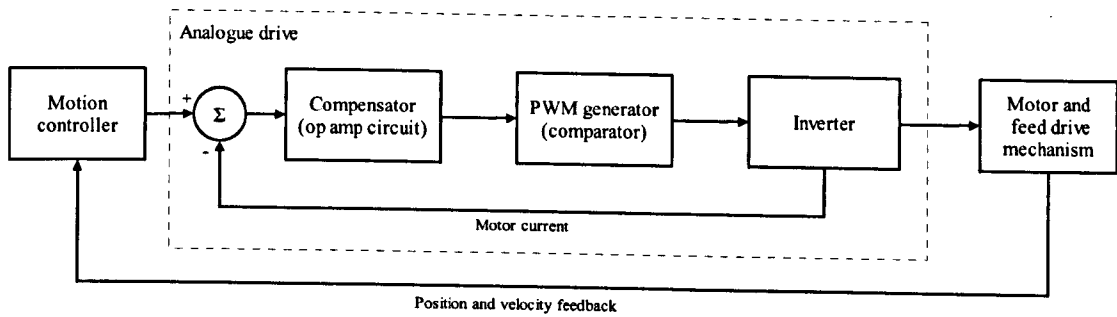 Analogue drive
Motion
controller
+
Σ
-
Compensator
(op amp circuit)
PWM generator
(comparator)
Inverter
Motor and
feed drive
mechanism
Motor current
Position and velocity feedback